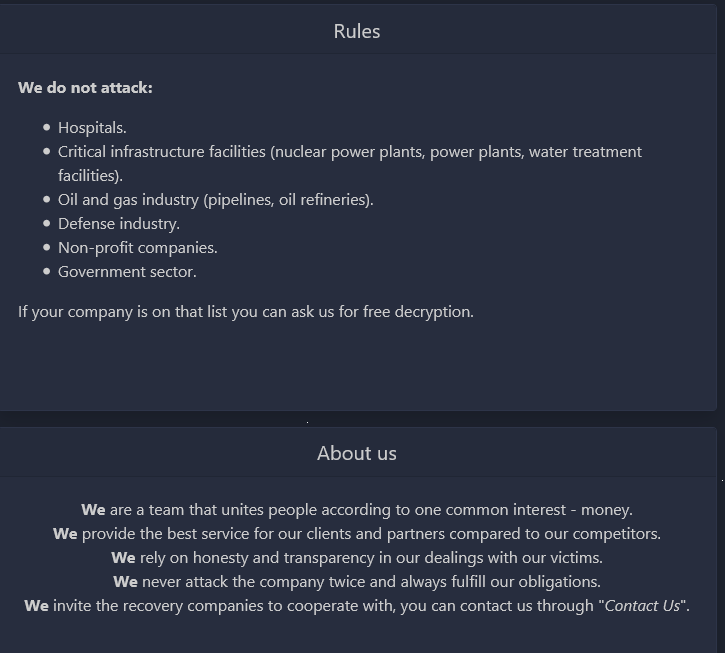 Rules
We do not attack:
Hospitals.
Critical infrastructure facilities (nuclear power plants, power plants, water treatment
facilities).
Oil and gas industry (pipelines, oil refineries).
Defense industry.
Non-profit companies.
Government sector.
If your company is on that list you can ask us for free decryption.
About us
We are a team that unites people according to one common interest - money.
We provide the best service for our clients and partners compared to our competitors.
We rely on honesty and transparency in our dealings with our victims.
We never attack the company twice and always fulfill our obligations.
We invite the recovery companies to cooperate with, you can contact us through "Contact Us".